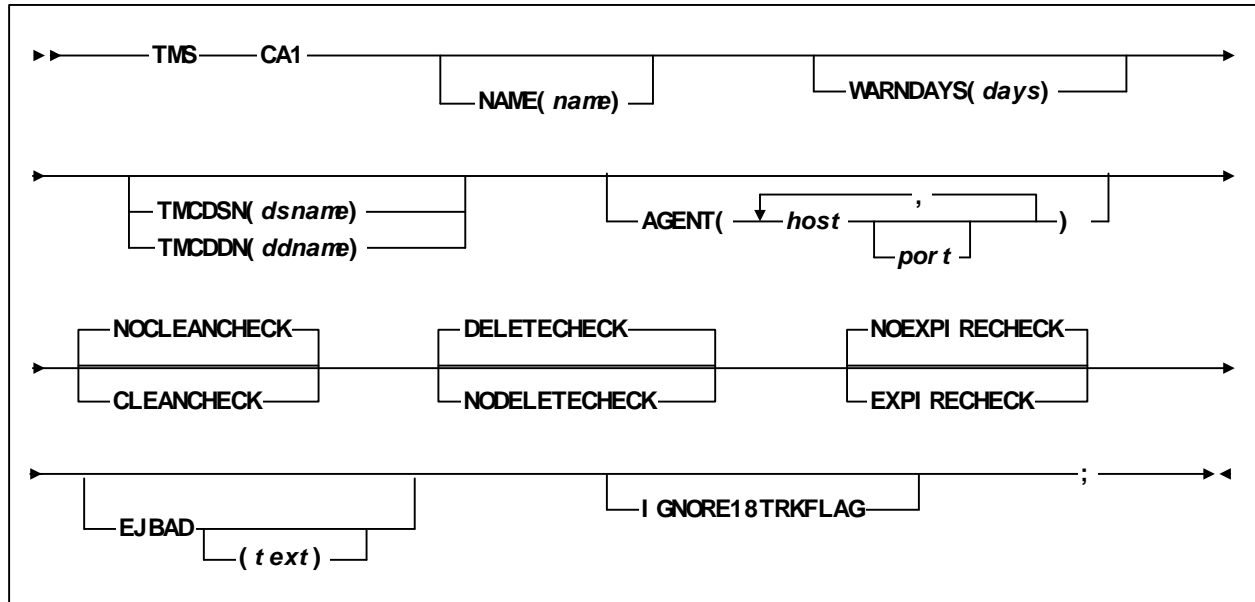 TMS CA1
NAME( name)
WARNDAYS( days)
TMCDSN( dsname)
TMCDDN( ddname)
AGENT( host , )
port
NOCLEANCHECK DELETECHECK NOEXPIRECHECK
CLEANCHECK NODELETECHECK EXPIRECHECK
EJBAD
( text)
IGNORE18TRKFLAG
;